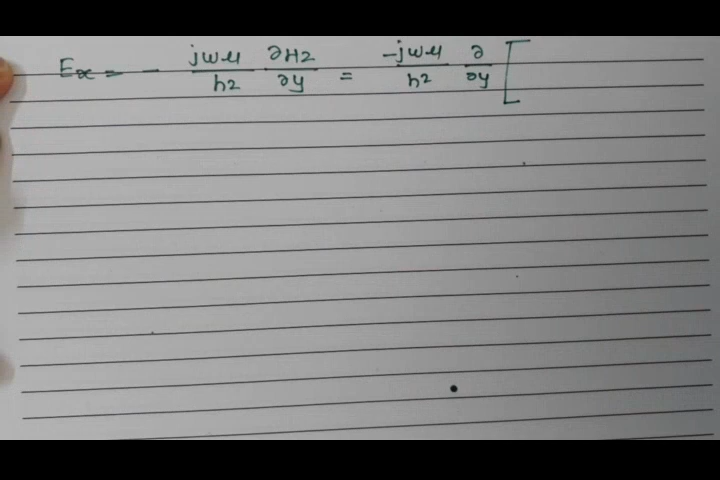 Ex = - jωμ/h2 ∂Hz/∂y = -jωμ/h2 ∂/∂y [